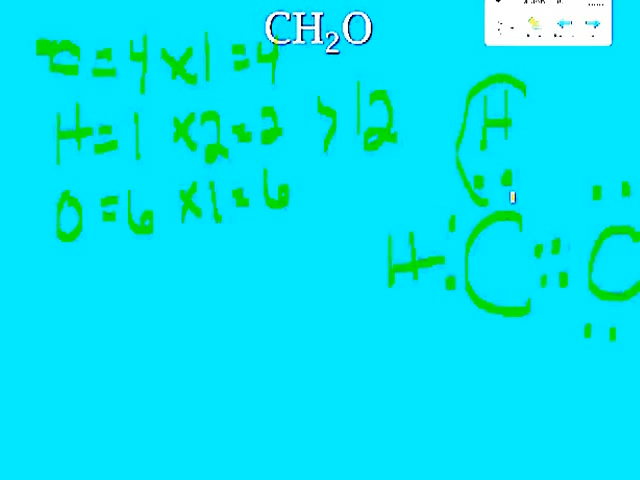 CH₂O
C = 4 x 1 = 4
H = 1 x 2 = 2 > 12
O = 6 x 1 = 6
H
H C :: O